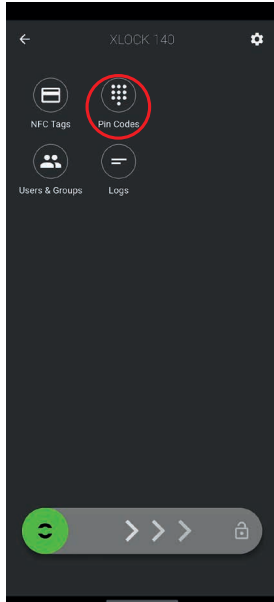 XLOCK 140
NFC Tags
Pin Codes
Users & Groups
Logs